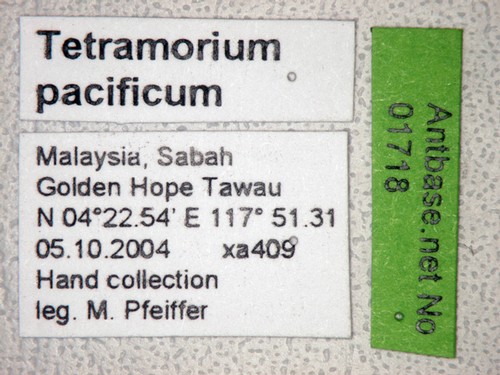 Tetramorium
pacificum
Malaysia, Sabah
Golden Hope Tawau
N 04°22.54' E 117° 51.31
05.10.2004 xa409
Hand collection
leg. M. Pfeiffer
Antbase.net No
01718